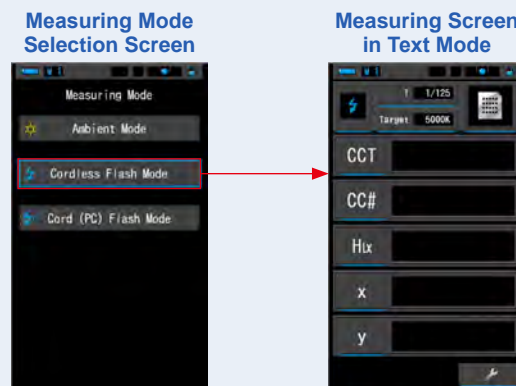 Measuring Mode
Selection Screen
Measuring Mode
Ambient Mode
Cordless Flash Mode
Cord (PC) Flash Mode
Measuring Screen
in Text Mode
T 1/125
Target 5000K
CCT
CC#
Hlx
x
y